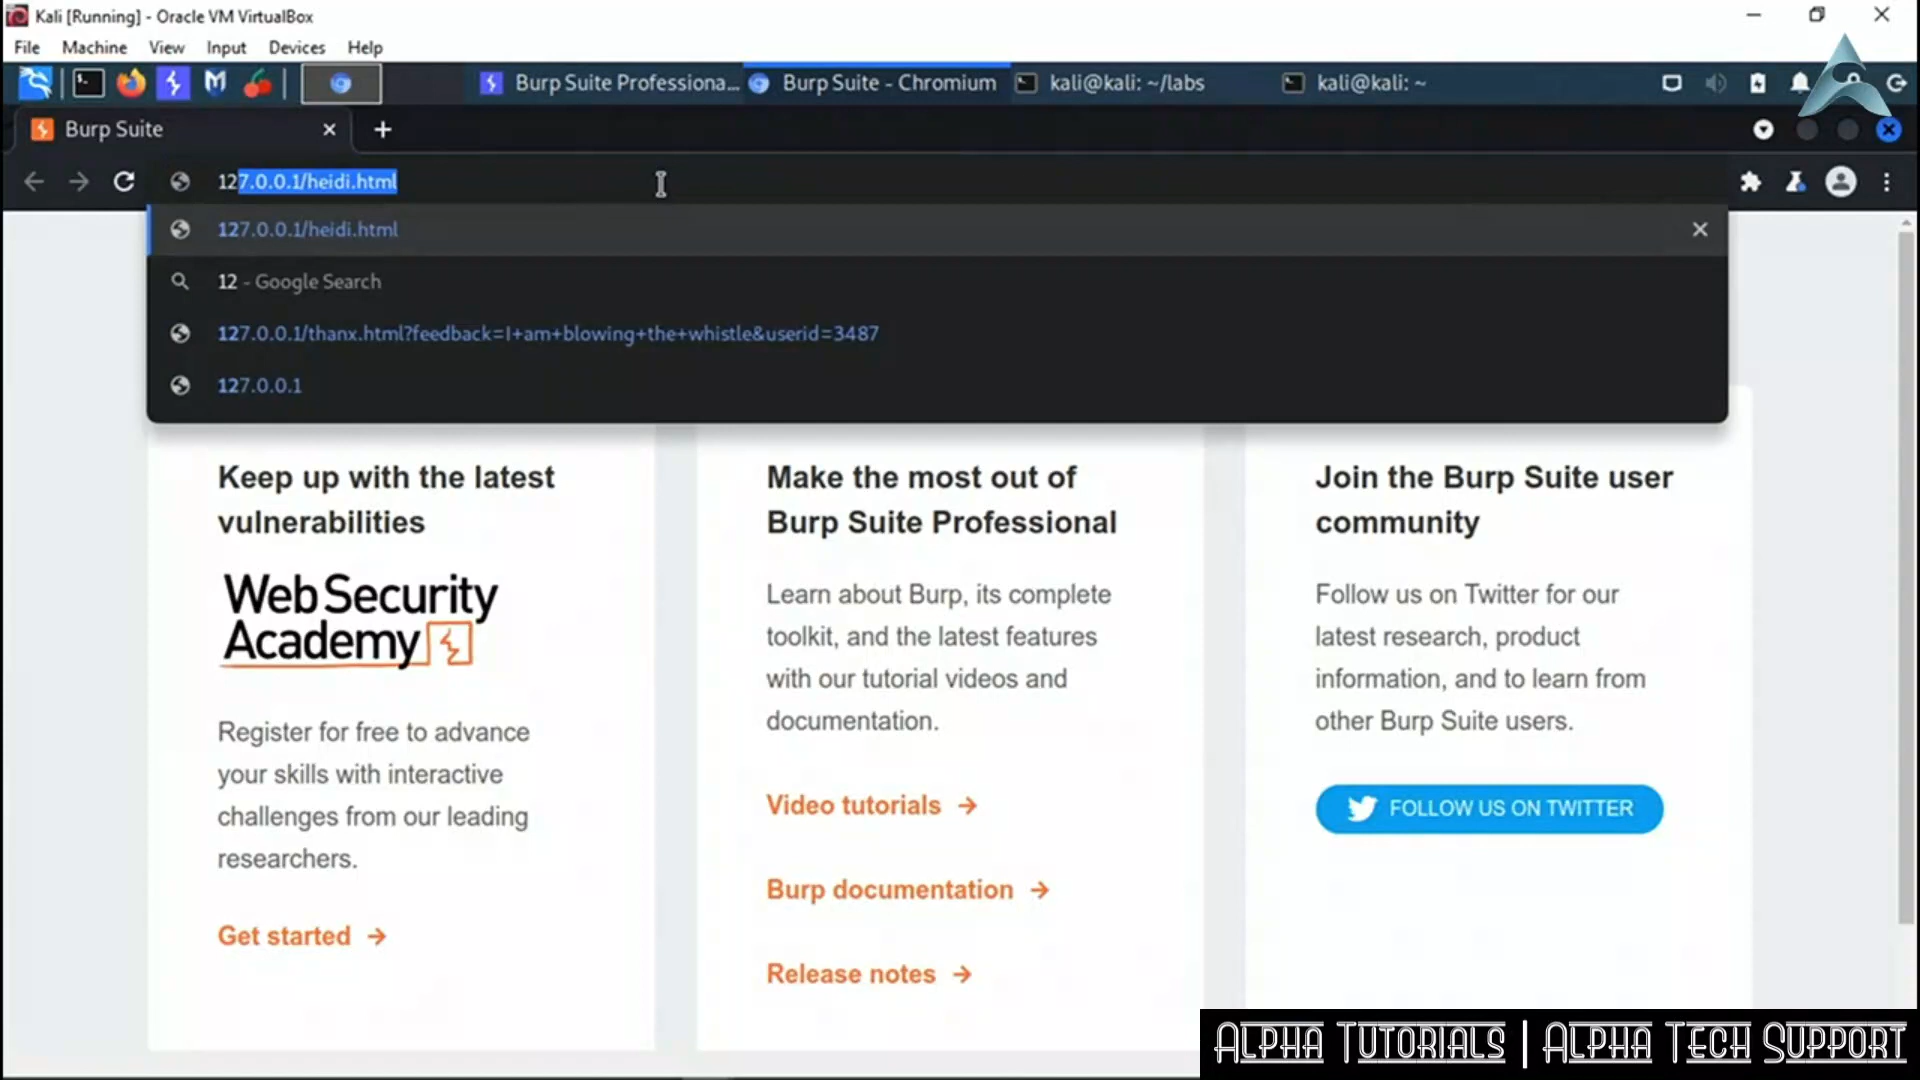 Kali [Running] - Oracle VM VirtualBox
File Machine View Input Devices Help
Burp Suite Professiona... Burp Suite - Chromium kali@kali: ~/labs kali@kali: ~
Burp Suite
127.0.0.1/heidi.html
127.0.0.1/heidi.html
12 - Google Search
127.0.0.1/thanx.html?feedback=I+am+blowing+the+whistle&userid=3487
127.0.0.1
Keep up with the latest
vulnerabilities
Web Security
Academy
Register for free to advance
your skills with interactive
challenges from our leading
researchers.
Get started
Make the most out of
Burp Suite Professional
Learn about Burp, its complete
toolkit, and the latest features
with our tutorial videos and
documentation.
Video tutorials
Burp documentation
Release notes
Join the Burp Suite user
community
Follow us on Twitter for our
latest research, product
information, and to learn from
other Burp Suite users.
FOLLOW US ON TWITTER
ALPHA TUTORIALS | ALPHA TECH SUPPORT